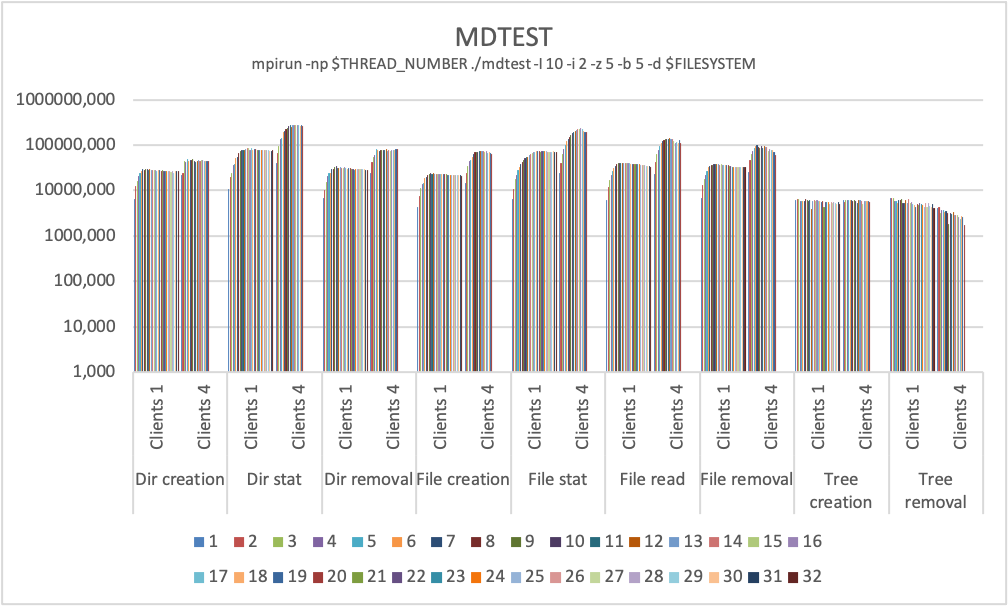 MDTEST
mpirun -np $THREAD_NUMBER ./mdtest -I 10 -i 2 -z 5 -b 5 -d $FILESYSTEM
1000000,000
100000,000
10000,000
1000,000
100,000
10,000
1,000
Clients 1
Clients 4
Clients 1
Clients 4
Clients 1
Clients 4
Clients 1
Clients 4
Clients 1
Clients 4
Clients 1
Clients 4
Clients 1
Clients 4
Clients 1
Clients 4
Clients 1
Clients 4
Dir creation
Dir stat
Dir removal
File creation
File stat
File read
File removal
Tree
creation
Tree
removal
1 2 3 4 5 6 7 8 9 10 11 12 13 14 15 16
17 18 19 20 21 22 23 24 25 26 27 28 29 30 31 32